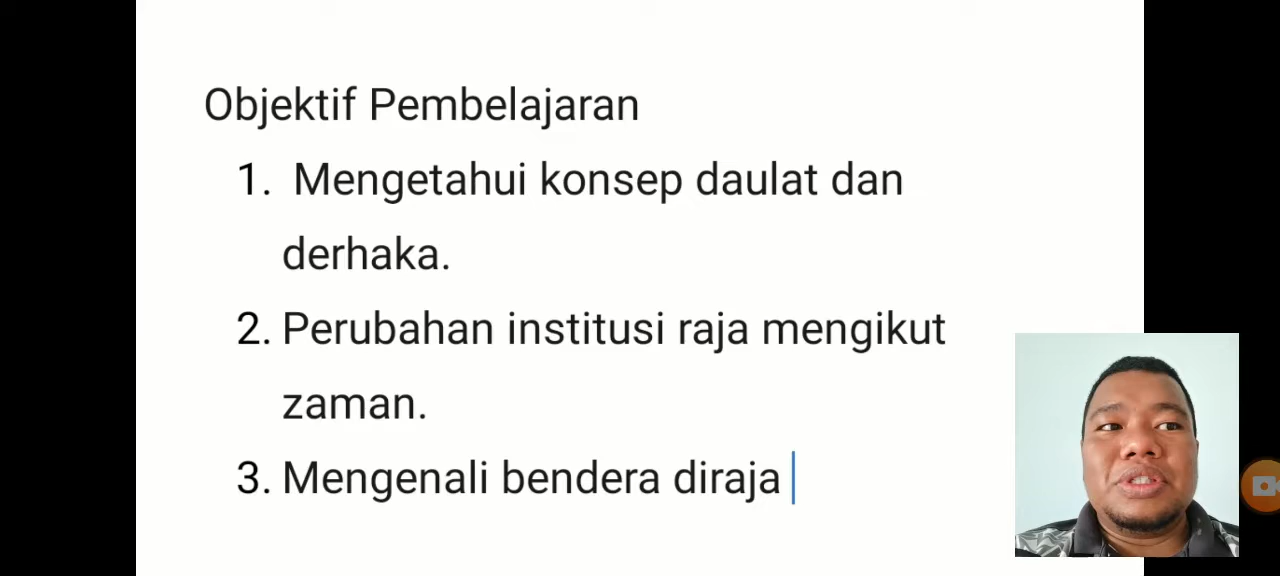 Objektif Pembelajaran
1. Mengetahui konsep daulat dan
derhaka.
2. Perubahan institusi raja mengikut
zaman.
3. Mengenali bendera diraja